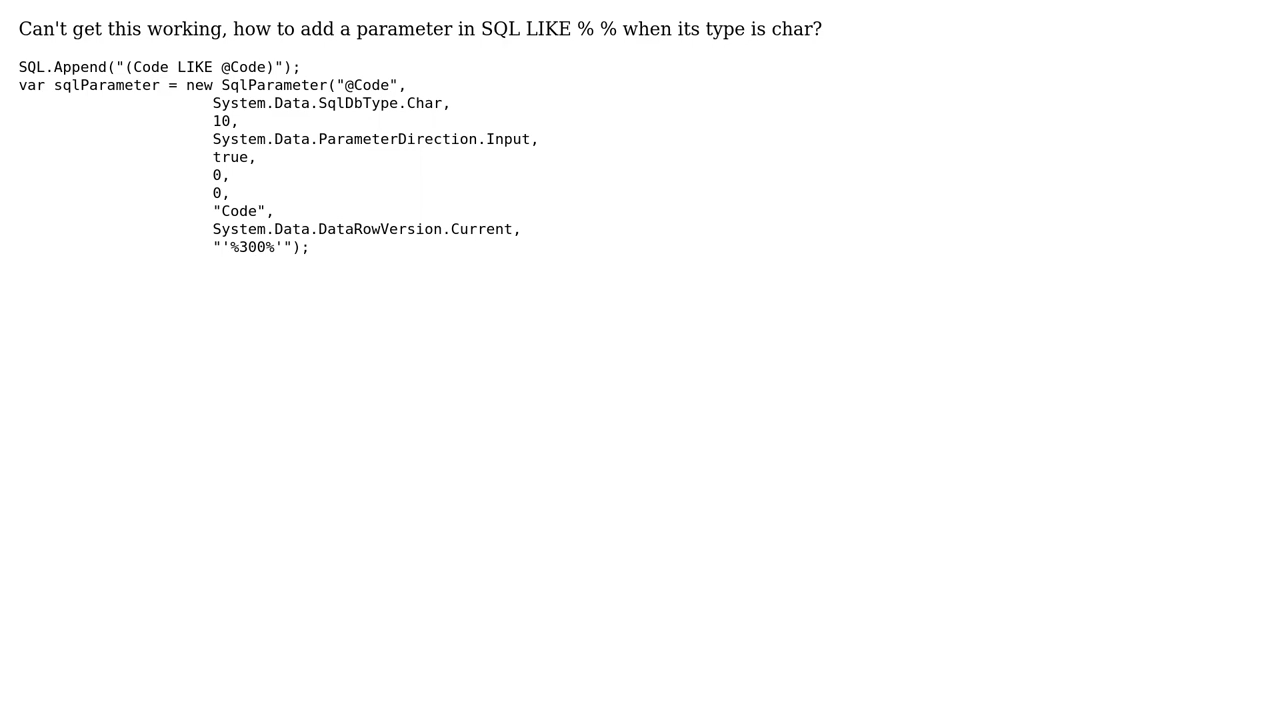 Can't get this working, how to add a parameter in SQL LIKE % % when its type is char?
SQL.Append("(Code LIKE @Code)");
var sqlParameter = new SqlParameter("@Code",
                      System.Data.SqlDbType.Char,
                      10,
                      System.Data.ParameterDirection.Input,
                      true,
                      0,
                      0,
                      "Code",
                      System.Data.DataRowVersion.Current,
                      "'%300%'");